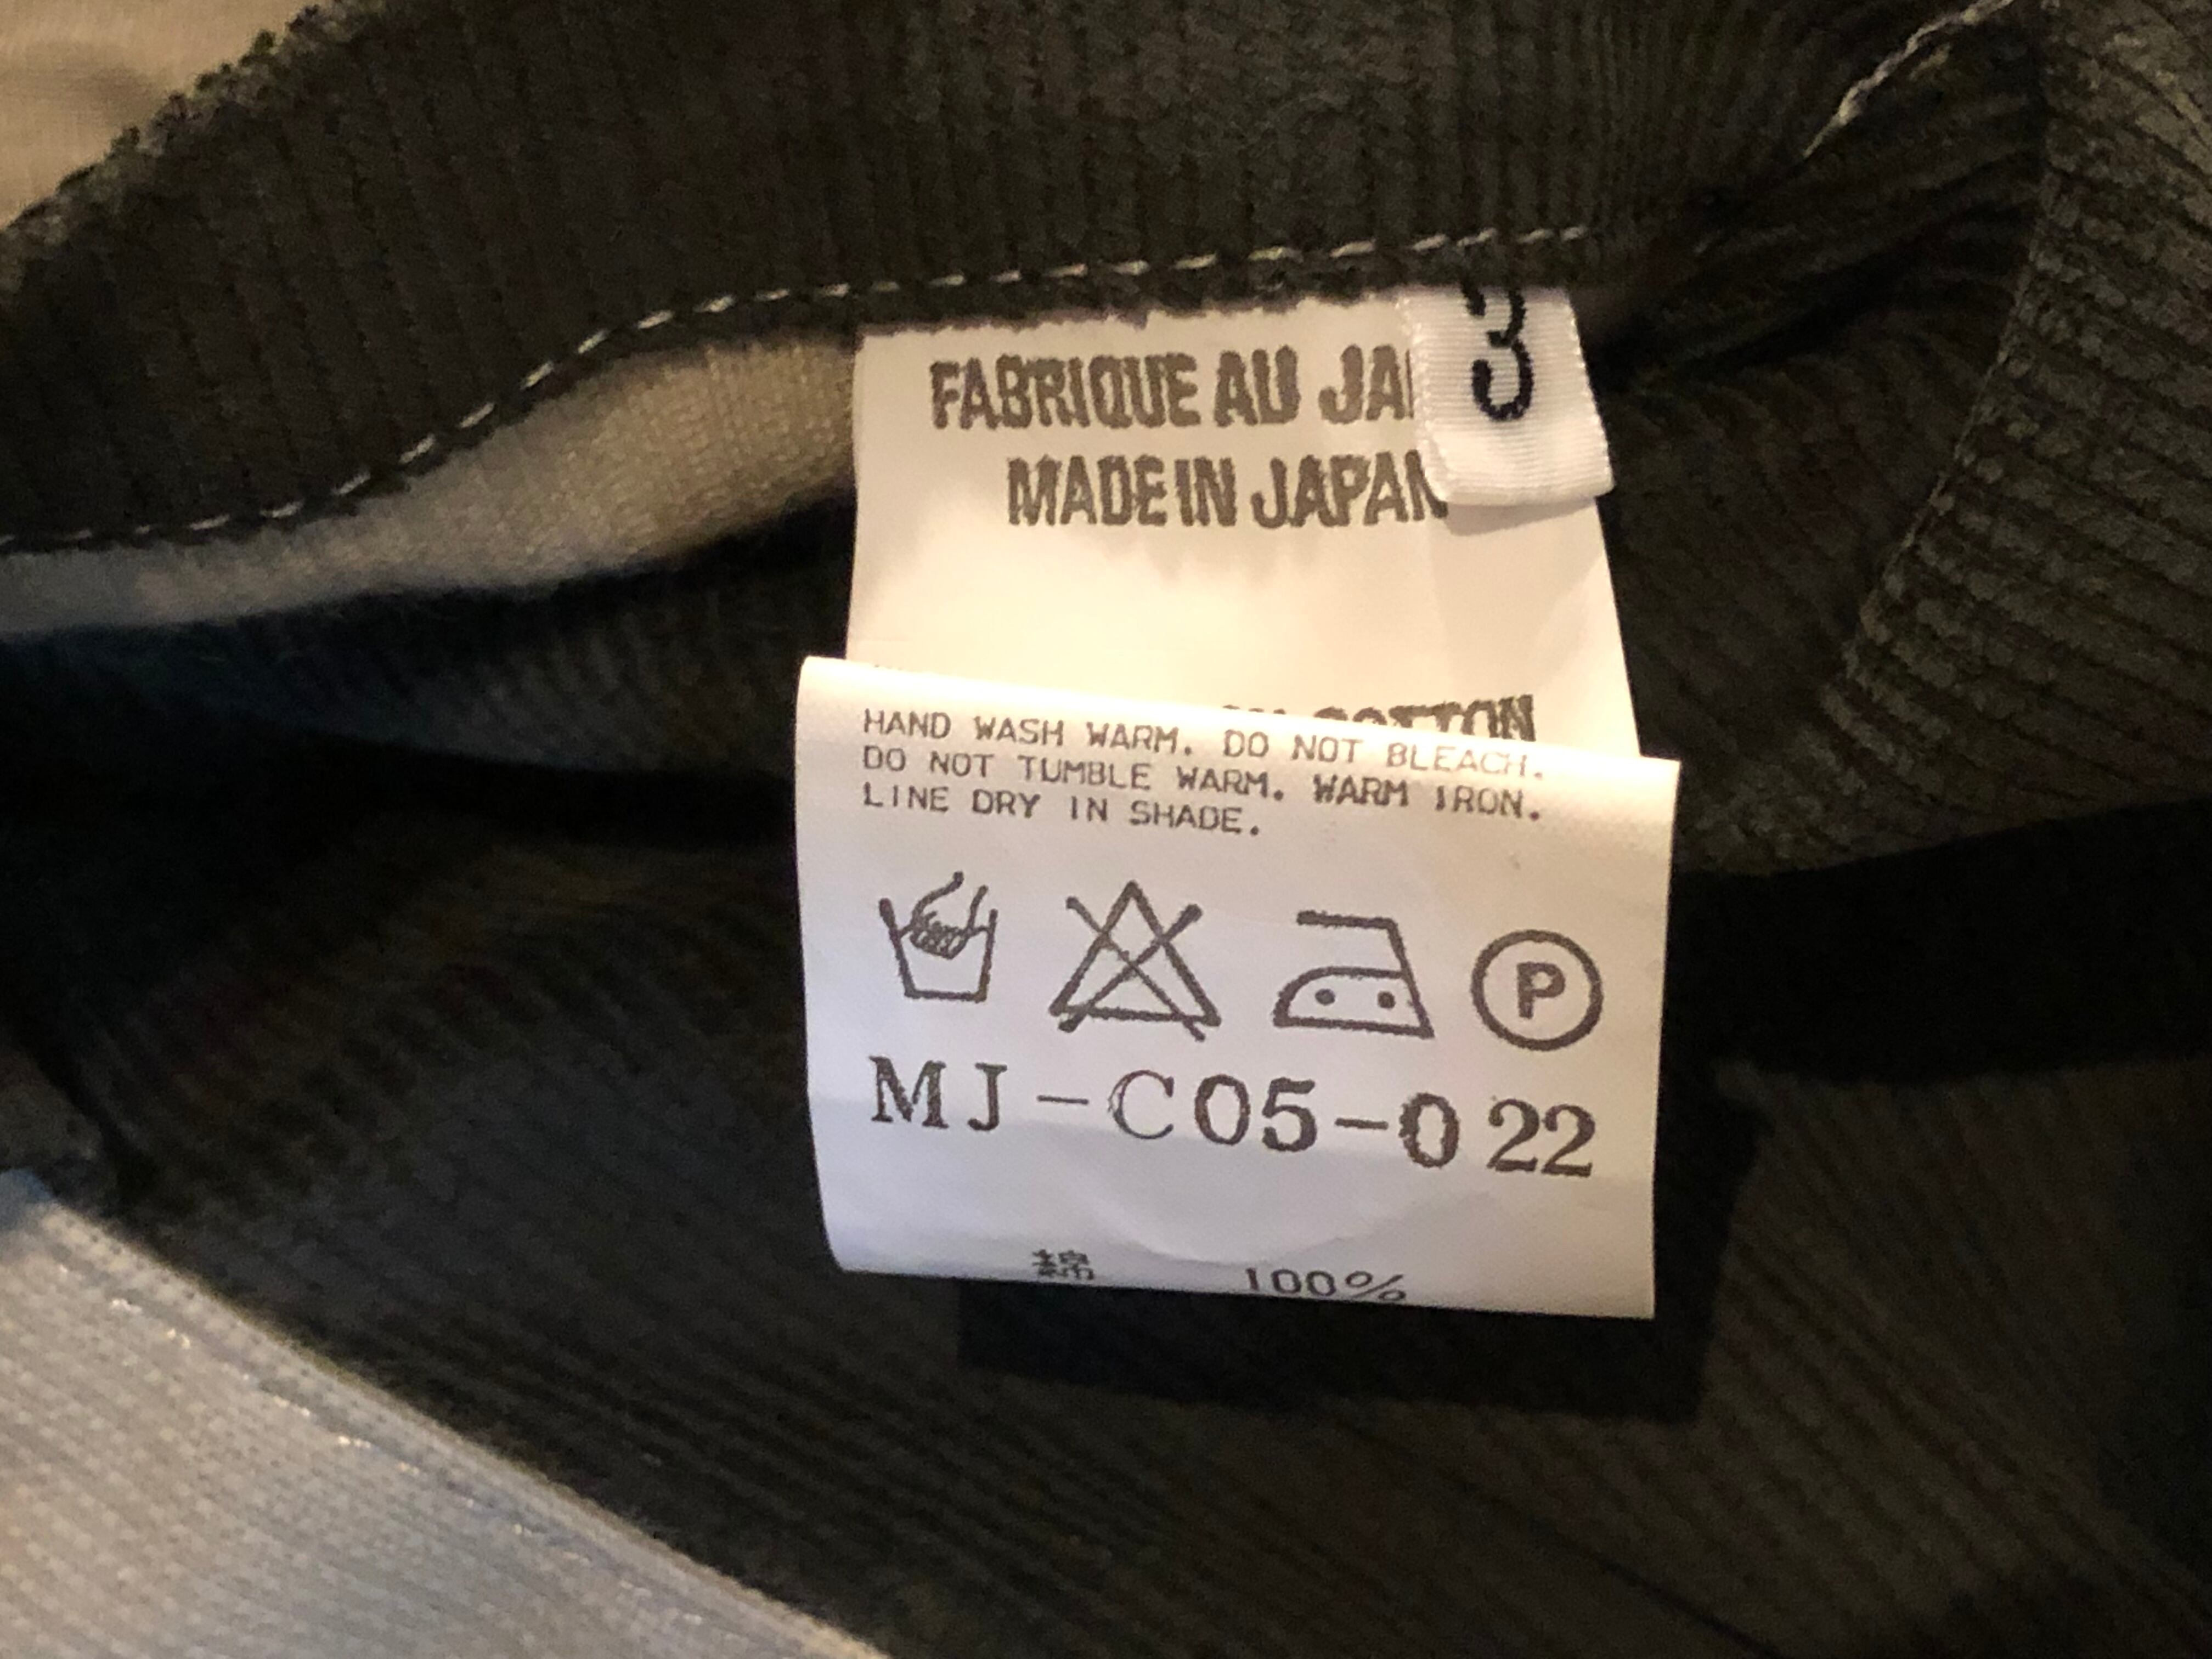 3
FABRIQUE AU JA
MADE IN JAPAN
COTTON
HAND WASH WARM. DO NOT BLEACH.
DO NOT TUMBLE WARM. WARM IRON.
LINE DRY IN SHADE.
P
MJ-C05-022
綿 100%